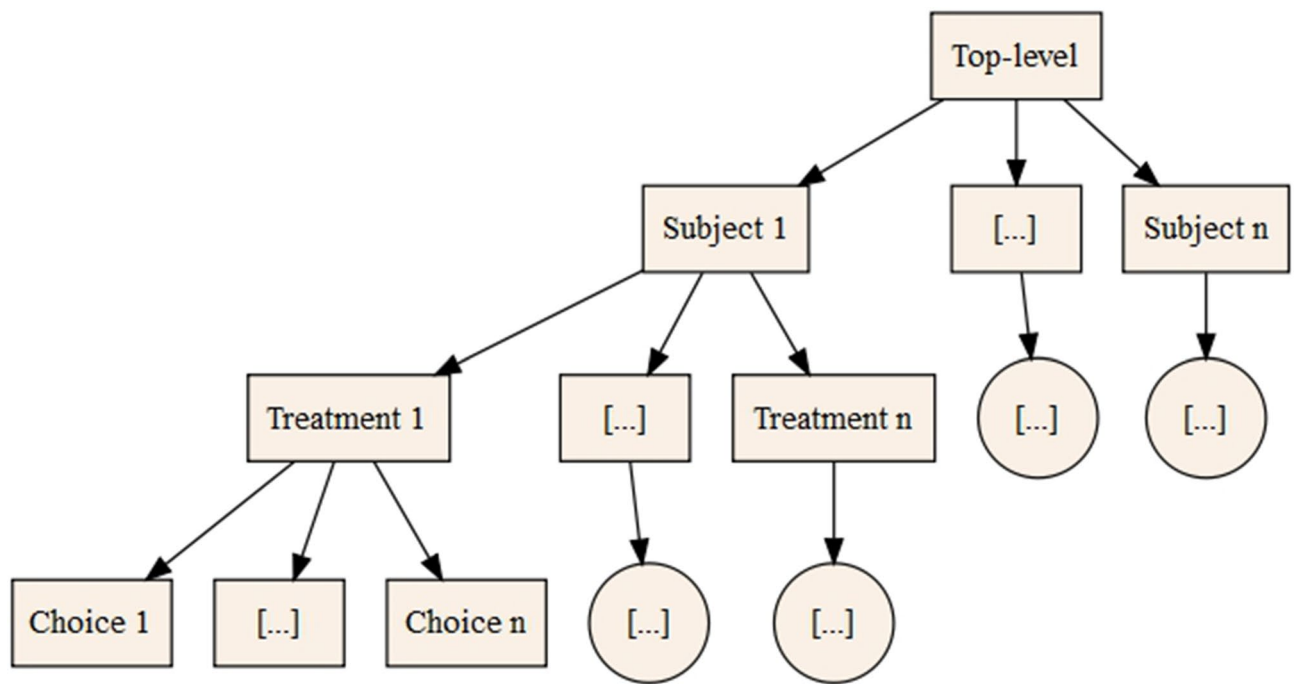 Top-level
Subject 1
[...]
Subject n
Treatment 1
[...]
Treatment n
[...]
[...]
Choice 1
[...]
Choice n
[...]
[...]